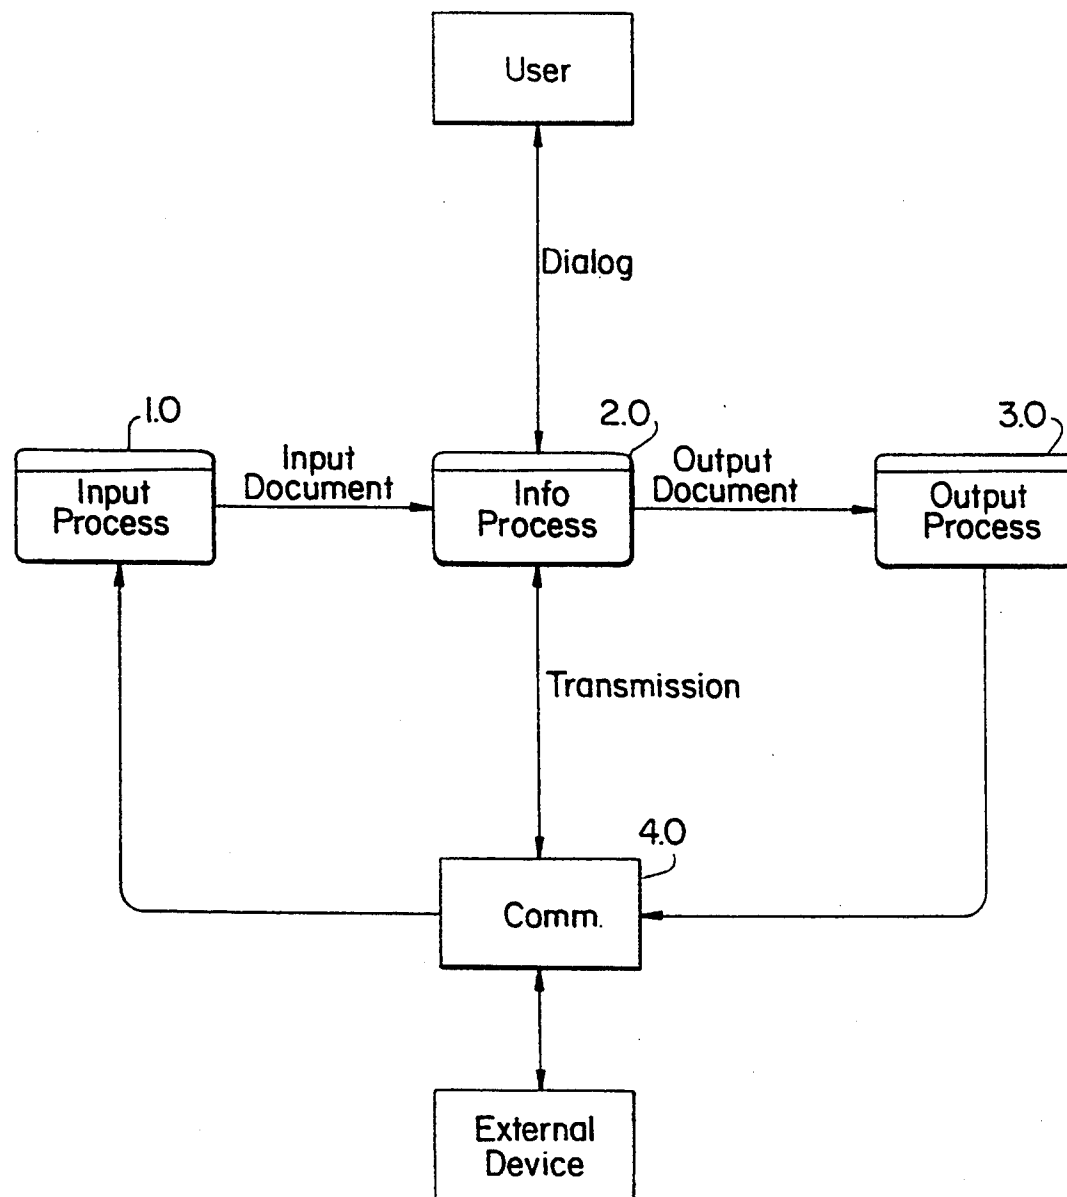 User
Dialog
1.0
2.0
3.0
Input
Process
Input
Document
Info
Process
Output
Document
Output
Process
Transmission
4.0
Comm.
External
Device